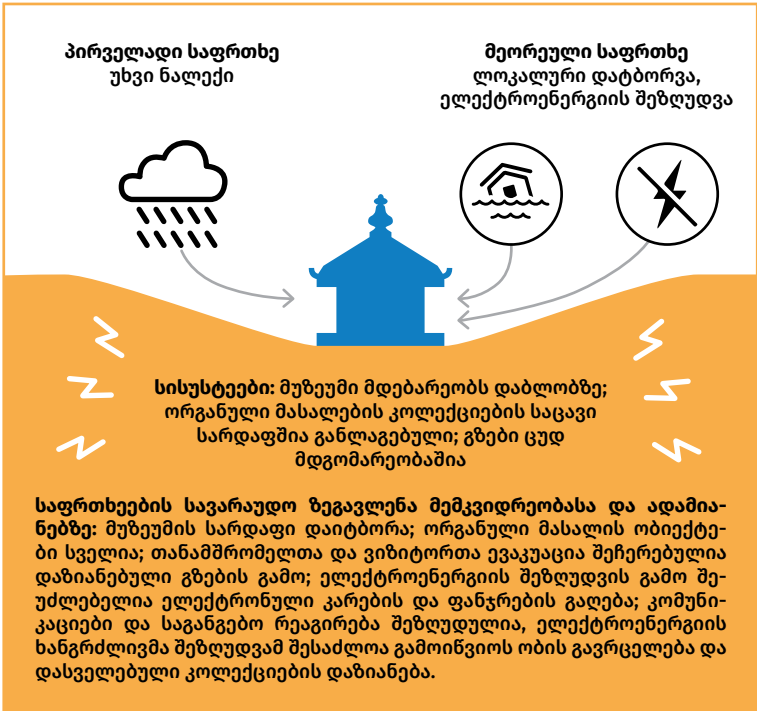 პირველადი საფრთხე
უხვი ნალექი
მეორეული საფრთხე
ლოკალური დატბორვა,
ელექტროენერგიის შეზღუდვა
სისუსტეები: მუზეუმი მდებარეობს დაბლობზე;
ორგანული მასალების კოლექციების საცავი
სარდაფშია განლაგებული; გზები ცუდ
მდგომარეობაშია
საფრთხეების სავარაუდო ზეგავლენა მემკვიდრეობასა და ადამია-
ნებზე: მუზეუმის სარდაფი დაიტბორა; ორგანული მასალის ობიექტე-
ბი სველია; თანამშრომელთა და ვიზიტორთა ევაკუაცია შეჩერებულია
დაზიანებული გზების გამო; ელექტროენერგიის შეზღუდვის გამო შე-
უძლებელია ელექტრონული კარების და ფანჯრების გაღება; კომუნი-
კაციები და საგანგებო რეაგირება შეზღუდულია, ელექტროენერგიის
ხანგრძლივმა შეზღუდვამ შესაძლოა გამოიწვიოს ობის გავრცელება და
დასველებული კოლექციების დაზიანება.